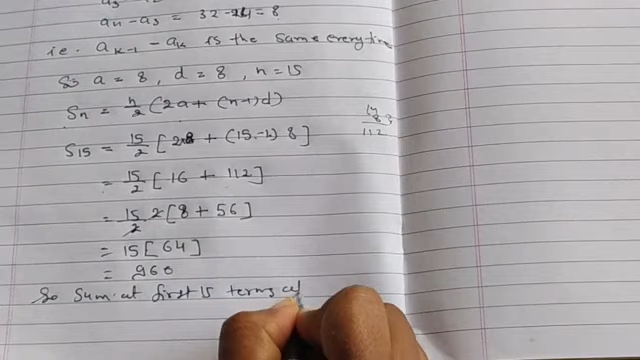 a₄ - a₃ = 32 - 24 = 8
i.e. aₖ₋₁ - aₖ is the same every time
So a = 8, d = 8, n = 15
Sₙ = n/2 (2a + (n-1)d)
S₁₅ = 15/2 [2·8 + (15-1) 8]
= 15/2 [16 + 112]
= 15/2 · 2 [8 + 56]
= 15 [64]
= 960
So Sum of first 15 terms of
14
112